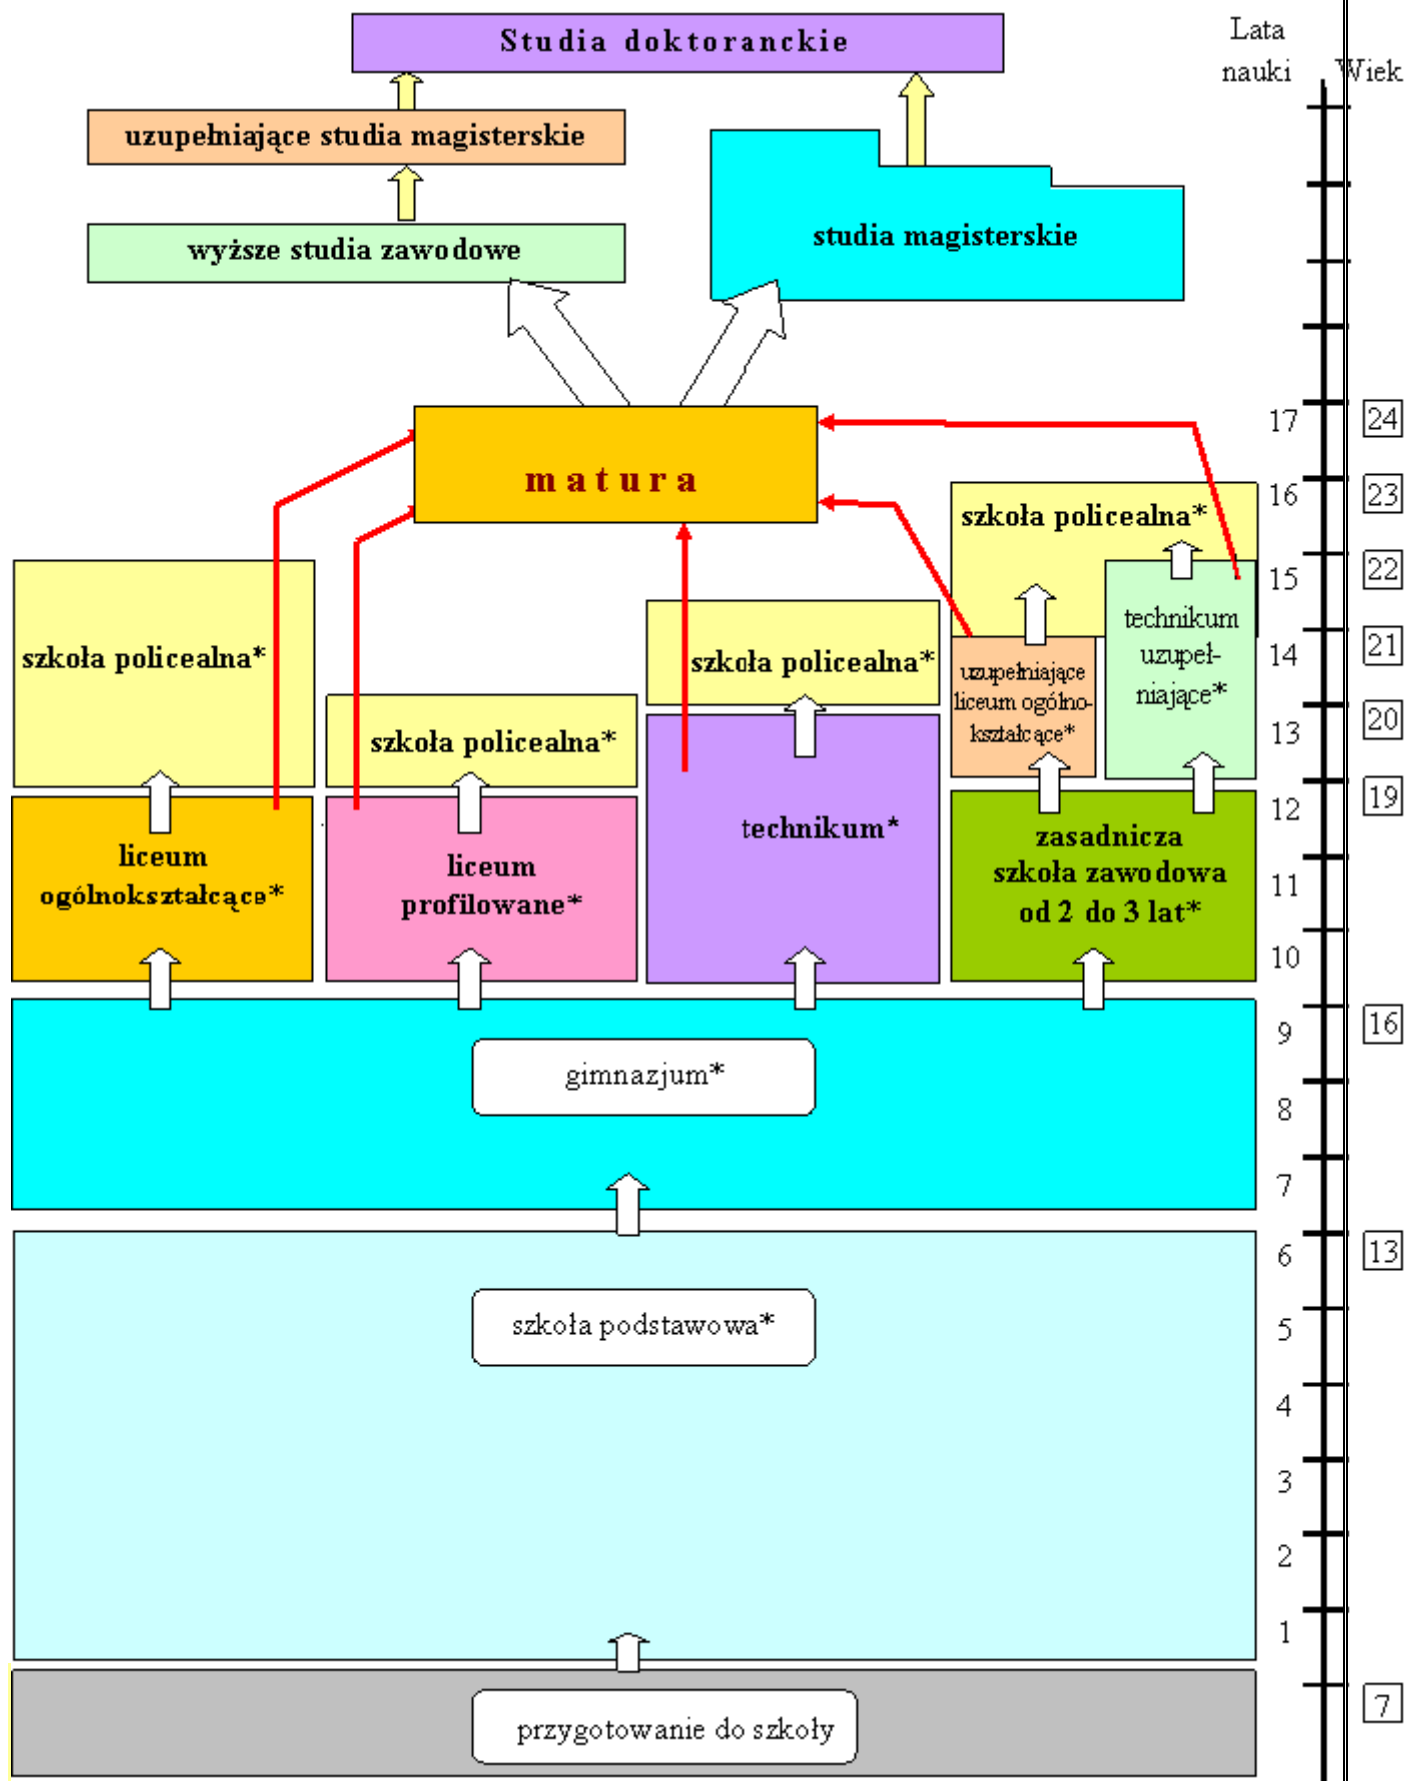 Studia doktoranckie
Lata
nauki
Wiek
uzupełniające studia magisterskie
wyższe studia zawodowe
studia magisterskie
matura
17
24
16
23
szkoła policealna*
15
22
technikum
uzupeł-
niające*
14
21
szkoła policealna*
szkoła policealna*
uzupełniające
liceum ogólno-
kształcące*
13
20
szkoła policealna*
12
19
liceum
ogólnokształcące*
liceum
profilowane*
technikum*
zasadnicza
szkoła zawodowa
od 2 do 3 lat*
11
10
9
16
gimnazjum*
8
7
6
13
szkoła podstawowa*
5
4
3
2
1
7
przygotowanie do szkoły